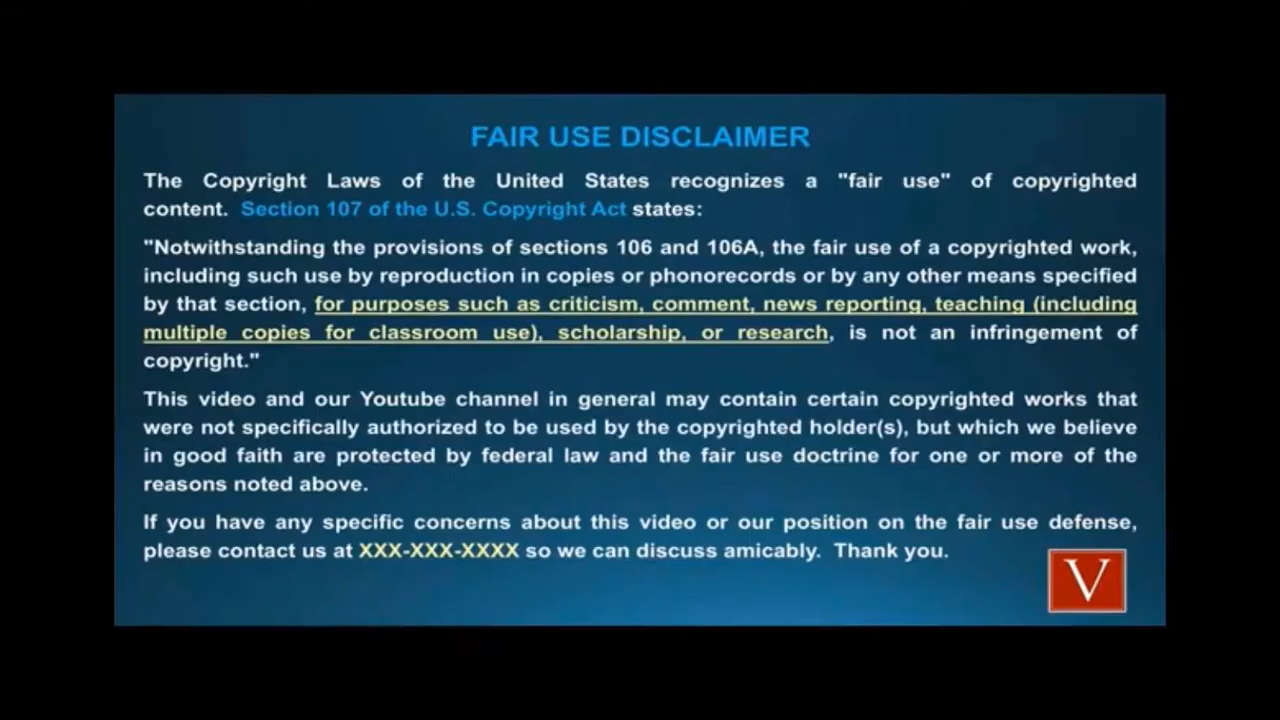 FAIR USE DISCLAIMER
The Copyright Laws of the United States recognizes a "fair use" of copyrighted
content. Section 107 of the U.S. Copyright Act states:
"Notwithstanding the provisions of sections 106 and 106A, the fair use of a copyrighted work,
including such use by reproduction in copies or phonorecords or by any other means specified
by that section, for purposes such as criticism, comment, news reporting, teaching (including
multiple copies for classroom use), scholarship, or research, is not an infringement of
copyright."
This video and our Youtube channel in general may contain certain copyrighted works that
were not specifically authorized to be used by the copyrighted holder(s), but which we believe
in good faith are protected by federal law and the fair use doctrine for one or more of the
reasons noted above.
If you have any specific concerns about this video or our position on the fair use defense,
please contact us at XXX-XXX-XXXX so we can discuss amicably. Thank you.
V